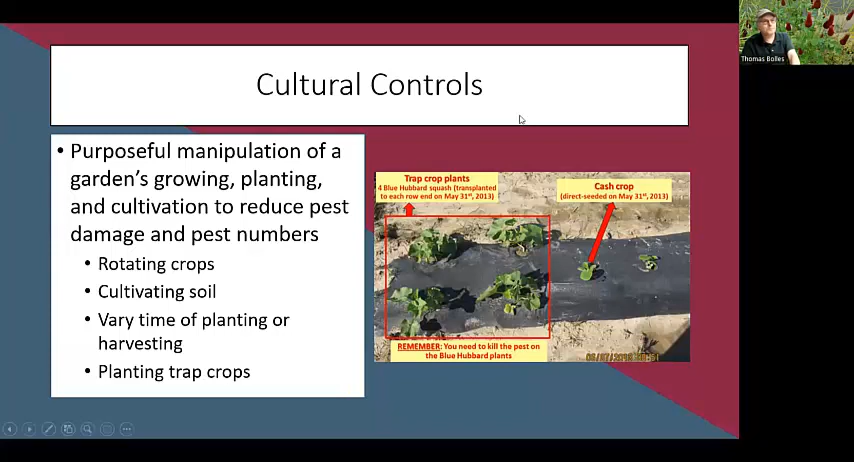 Thomas Bolles
Cultural Controls
• Purposeful manipulation of a
garden's growing, planting,
and cultivation to reduce pest
damage and pest numbers
• Rotating crops
• Cultivating soil
• Vary time of planting or
harvesting
• Planting trap crops
Trap crop plants
4 Blue Hubbard squash (transplanted
to each row end on May 31st, 2013)
Cash crop
(direct-seeded on May 31st, 2013)
REMEMBER: You need to kill the pest on
the Blue Hubbard plants